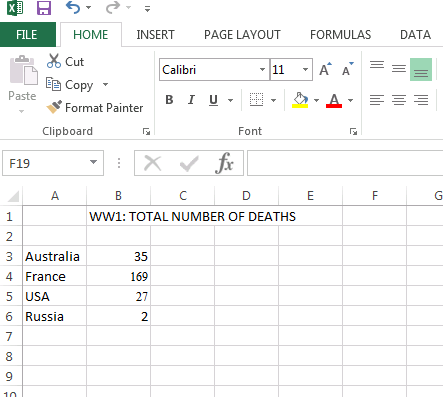 FILE HOME INSERT PAGE LAYOUT FORMULAS DATA
Cut
Calibri 11 A A
Copy
Paste
Format Painter
B I U A
Clipboard Font
F19 fx
A B C D E F G
1 WW1: TOTAL NUMBER OF DEATHS
2
3 Australia 35
4 France 169
5 USA 27
6 Russia 2
7
8
9
10